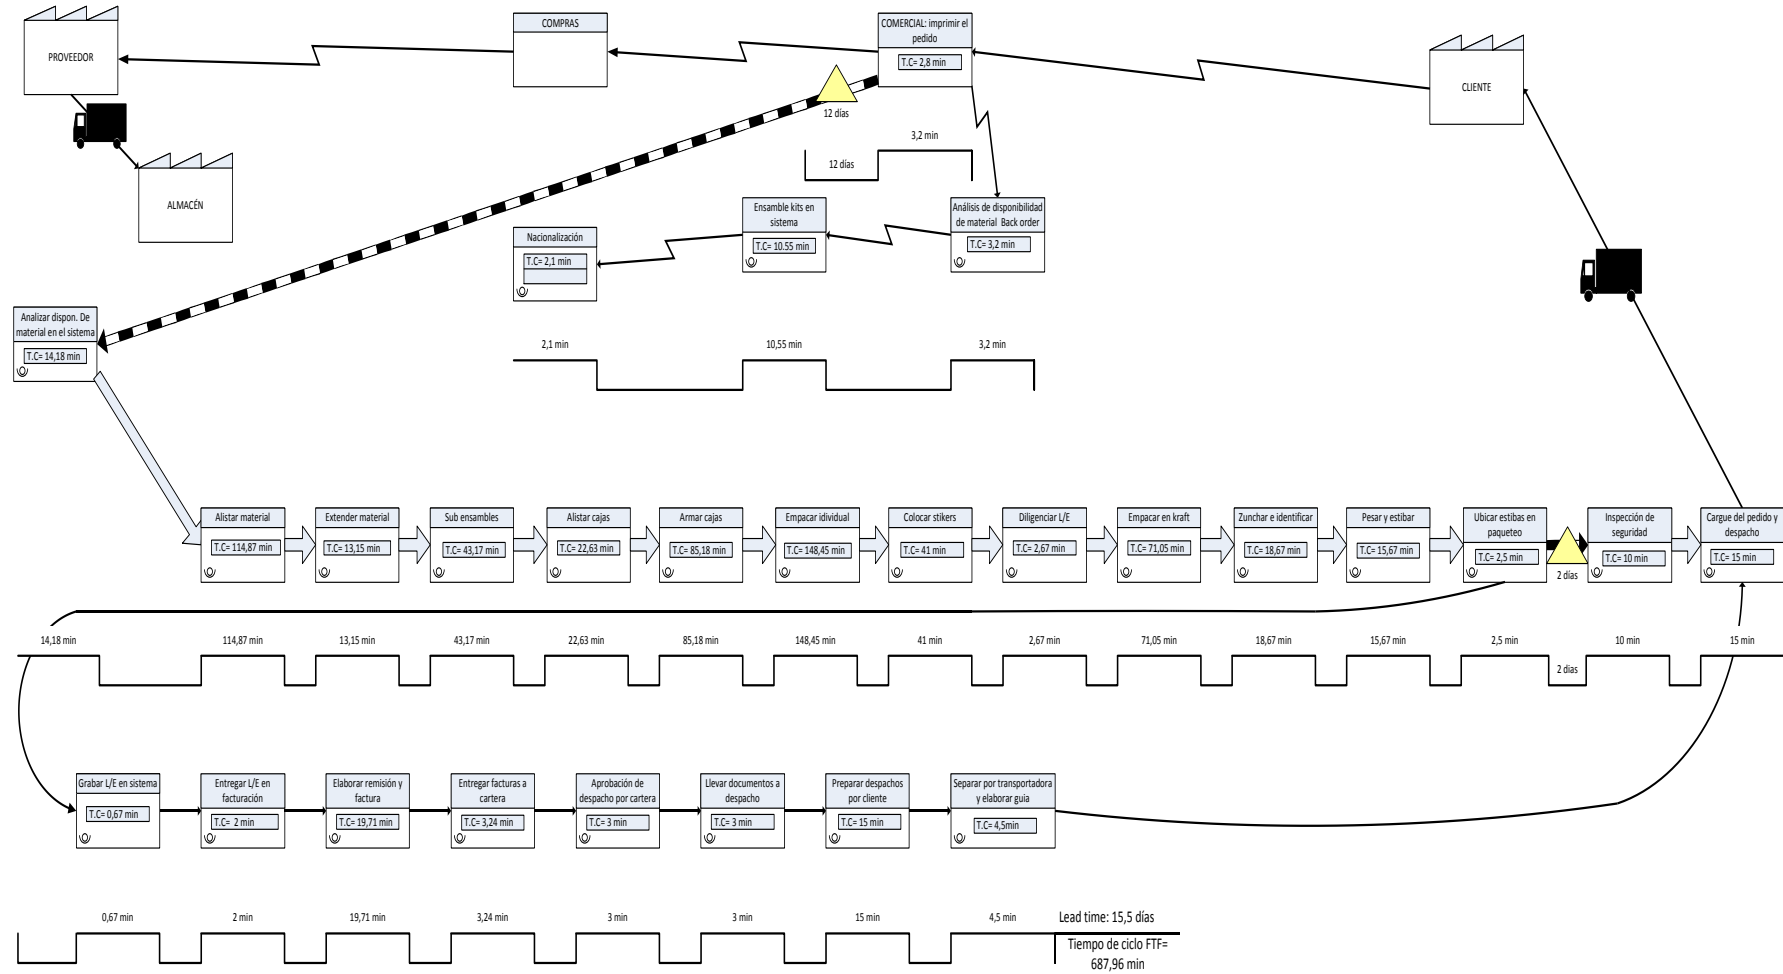 PROVEEDOR
COMPRAS
COMERCIAL: imprimir el
pedido
T.C= 2,8 min
CLIENTE
12 días
3,2 min
12 días
ALMACÉN
Nacionalización
T.C= 2,1 min
Ensamble kits en
sistema
T.C= 10.55 min
Análisis de disponibilidad
de material Back order
T.C= 3,2 min
Analizar dispon. De
material en el sistema
T.C= 14,18 min
2,1 min
10,55 min
3,2 min
Alistar material
T.C= 114,87 min
Extender material
T.C= 13,15 min
Sub ensambles
T.C= 43,17 min
Alistar cajas
T.C= 22,63 min
Armar cajas
T.C= 85,18 min
Empacar idividual
T.C= 148,45 min
Colocar stikers
T.C= 41 min
Diligenciar L/E
T.C= 2,67 min
Empacar en kraft
T.C= 71,05 min
Zunchar e identificar
T.C= 18,67 min
Pesar y estibar
T.C= 15,67 min
Ubicar estibas en
paqueteo
T.C= 2,5 min
2 días
Inspección de
seguridad
T.C= 10 min
Cargue del pedido y
despacho
T.C= 15 min
14,18 min
114,87 min
13,15 min
43,17 min
22,63 min
85,18 min
148,45 min
41 min
2,67 min
71,05 min
18,67 min
15,67 min
2,5 min
2 dias
10 min
15 min
Grabar L/E en sistema
T.C= 0,67 min
Entregar L/E en
facturación
T.C= 2 min
Elaborar remisión y
factura
T.C= 19,71 min
Entregar facturas a
cartera
T.C= 3,24 min
Aprobación de
despacho por cartera
T.C= 3 min
Llevar documentos a
despacho
T.C= 3 min
Preparar despachos
por cliente
T.C= 15 min
Separar por transportadora
y elaborar guia
T.C= 4,5min
0,67 min
2 min
19,71 min
3,24 min
3 min
3 min
15 min
4,5 min
Lead time: 15,5 días
Tiempo de ciclo FTF=
687,96 min